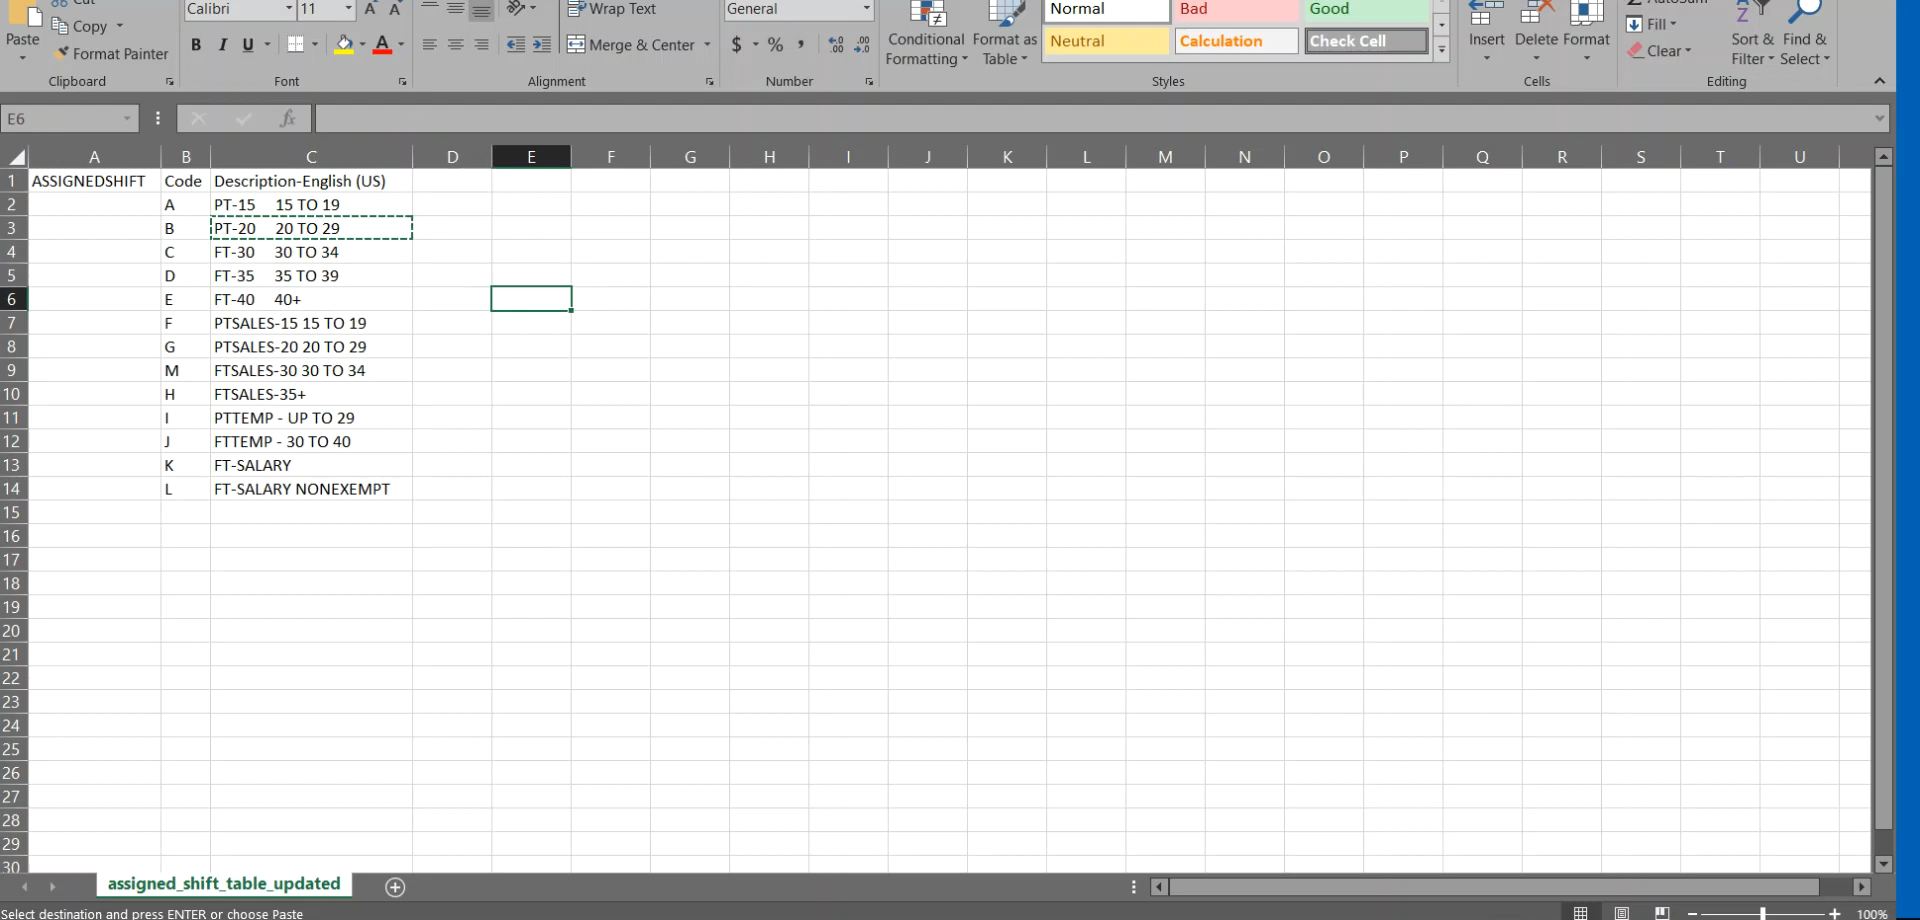 Cut
Calibri 11 A A
Wrap Text
General
Normal Bad Good
AutoSum
Paste
Copy
Format Painter
B I U A
Merge & Center
$ % ,
Conditional Formatting
Format as Table
Neutral Calculation Check Cell
Insert Delete Format
Fill
Clear
Sort & Filter
Find & Select
Clipboard Font Alignment Number Styles Cells Editing
E6 fx
A B C D E F G H I J K L M N O P Q R S T U
1 ASSIGNEDSHIFT Code Description-English (US)
2 A PT-15 15 TO 19
3 B PT-20 20 TO 29
4 C FT-30 30 TO 34
5 D FT-35 35 TO 39
6 E FT-40 40+
7 F PTSALES-15 15 TO 19
8 G PTSALES-20 20 TO 29
9 M FTSALES-30 30 TO 34
10 H FTSALES-35+
11 I PTTEMP - UP TO 29
12 J FTTEMP - 30 TO 40
13 K FT-SALARY
14 L FT-SALARY NONEXEMPT
15
16
17
18
19
20
21
22
23
24
25
26
27
28
29
30
assigned_shift_table_updated
Select destination and press ENTER or choose Paste 100%